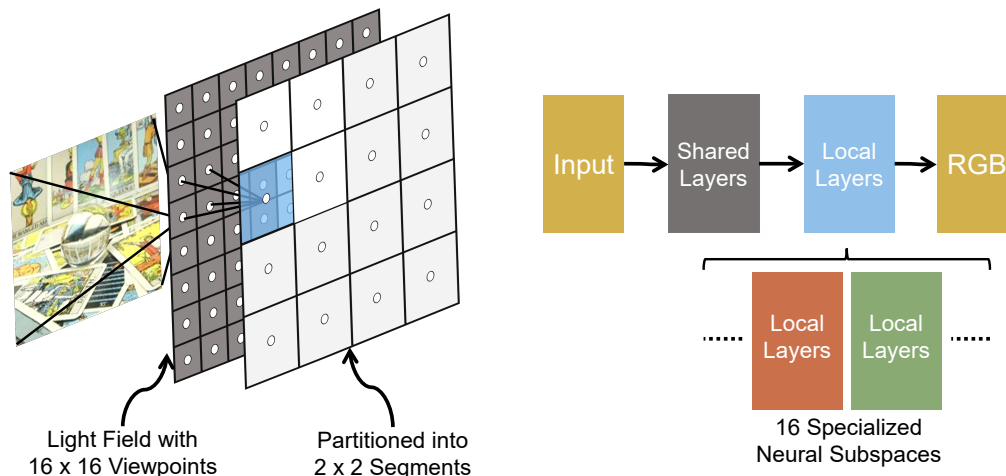 Input
Shared
Layers
Local
Layers
RGB
Local
Layers
Local
Layers
16 Specialized
Neural Subspaces
Light Field with
16 x 16 Viewpoints
Partitioned into
2 x 2 Segments